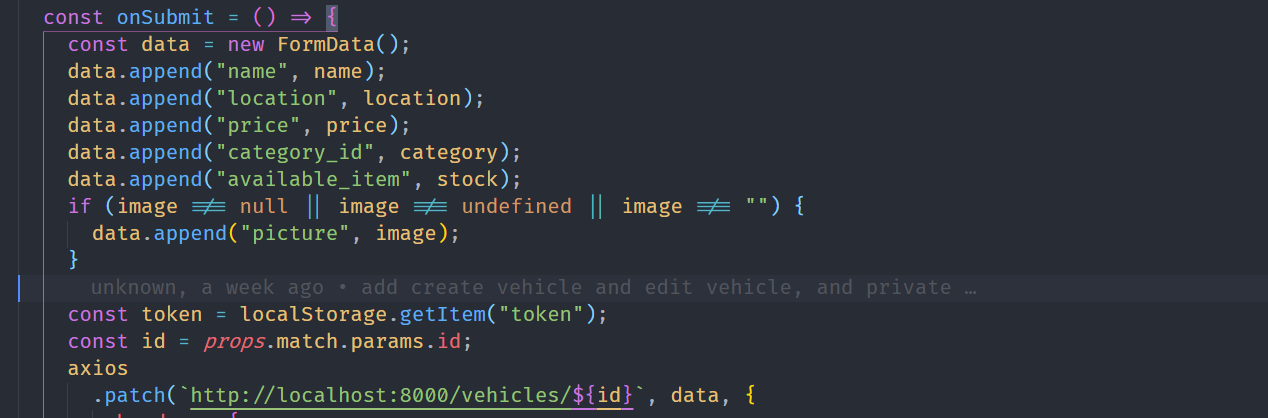 const onSubmit = () => {
const data = new FormData();
data.append("name", name);
data.append("location", location);
data.append("price", price);
data.append("category_id", category);
data.append("available_item", stock);
if (image !== null || image !== undefined || image !== "") {
data.append("picture", image);
}
unknown, a week ago • add create vehicle and edit vehicle, and private …
const token = localStorage.getItem("token");
const id = props.match.params.id;
axios
.patch(`http://localhost:8000/vehicles/${id}`, data, {